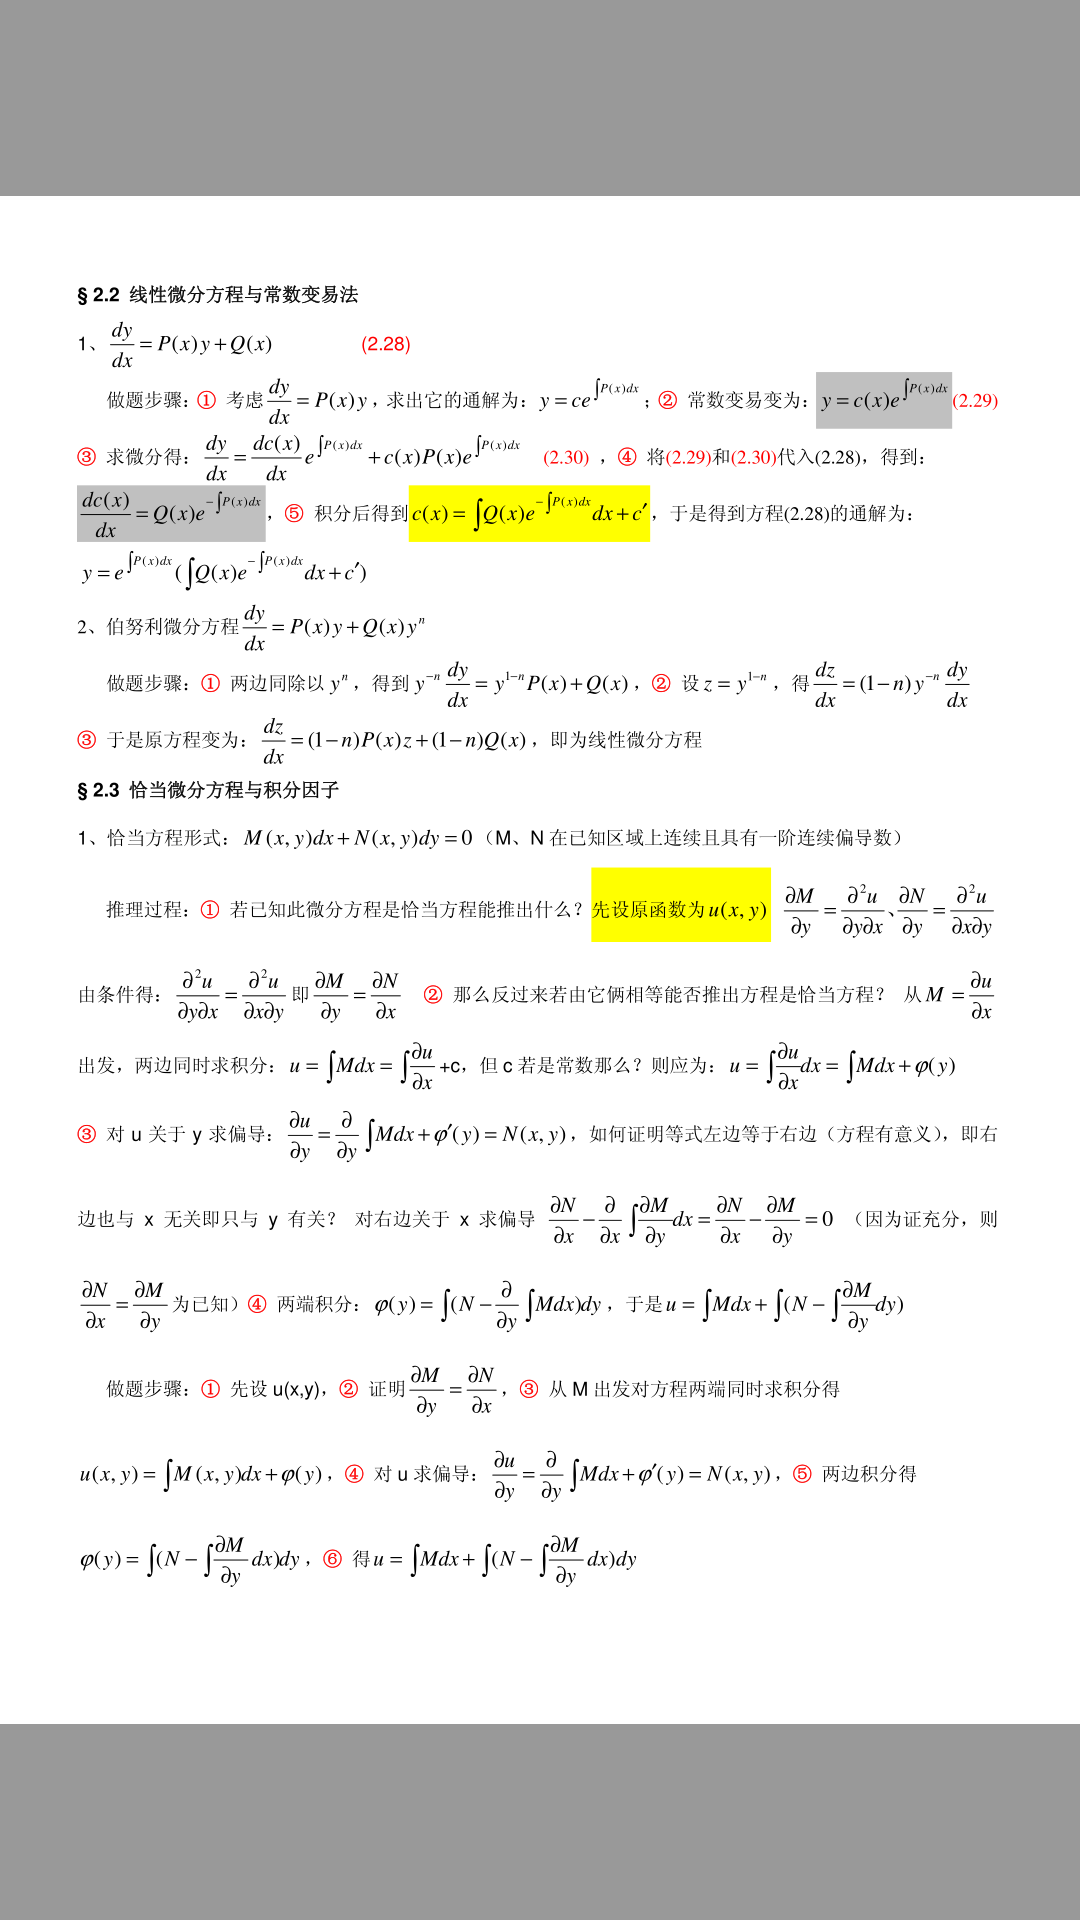 § 2.2 线性微分方程与常数变易法
1、dy/dx = P(x)y + Q(x) (2.28)
做题步骤：① 考虑 dy/dx = P(x)y，求出它的通解为：y = ce^{∫P(x)dx}；② 常数变易变为：y = c(x)e^{∫P(x)dx} (2.29)
③ 求微分得：dy/dx = dc(x)/dx e^{∫P(x)dx} + c(x)P(x)e^{∫P(x)dx} (2.30) ，④ 将(2.29)和(2.30)代入(2.28)，得到：
dc(x)/dx = Q(x)e^{−∫P(x)dx}，⑤ 积分后得到 c(x) = ∫Q(x)e^{−∫P(x)dx}dx + c′，于是得到方程(2.28)的通解为：
y = e^{∫P(x)dx}(∫Q(x)e^{−∫P(x)dx}dx + c′)
2、伯努利微分方程 dy/dx = P(x)y + Q(x)y^n
做题步骤：① 两边同除以 y^n，得到 y^{−n} dy/dx = y^{1−n}P(x) + Q(x)，② 设 z = y^{1−n}，得 dz/dx = (1−n)y^{−n} dy/dx
③ 于是原方程变为：dz/dx = (1−n)P(x)z + (1−n)Q(x)，即为线性微分方程
§ 2.3 恰当微分方程与积分因子
1、恰当方程形式：M(x, y)dx + N(x, y)dy = 0（M、N 在已知区域上连续且具有一阶连续偏导数）
推理过程：① 若已知此微分方程是恰当方程能推出什么？先设原函数为 u(x, y) ∂M/∂y = ∂²u/∂y∂x、∂N/∂y = ∂²u/∂x∂y
由条件得：∂²u/∂y∂x = ∂²u/∂x∂y 即 ∂M/∂y = ∂N/∂x ② 那么反过来若由它俩相等能否推出方程是恰当方程？ 从 M = ∂u/∂x
出发，两边同时求积分：u = ∫Mdx = ∫∂u/∂x +c，但 c 若是常数那么？则应为：u = ∫∂u/∂x dx = ∫Mdx + φ(y)
③ 对 u 关于 y 求偏导：∂u/∂y = ∂/∂y ∫Mdx + φ′(y) = N(x, y)，如何证明等式左边等于右边（方程有意义），即右
边也与 x 无关即只与 y 有关？ 对右边关于 x 求偏导 ∂N/∂x − ∂/∂x ∫∂M/∂y dx = ∂N/∂x − ∂M/∂y = 0 （因为证充分，则
∂N/∂x = ∂M/∂y 为已知）④ 两端积分：φ(y) = ∫(N − ∂/∂y ∫Mdx)dy，于是 u = ∫Mdx + ∫(N − ∫∂M/∂y dy)
做题步骤：① 先设 u(x,y)，② 证明 ∂M/∂y = ∂N/∂x，③ 从 M 出发对方程两端同时求积分得
u(x, y) = ∫M(x, y)dx + φ(y)，④ 对 u 求偏导：∂u/∂y = ∂/∂y ∫Mdx + φ′(y) = N(x, y)，⑤ 两边积分得
φ(y) = ∫(N − ∫∂M/∂y dx)dy，⑥ 得 u = ∫Mdx + ∫(N − ∫∂M/∂y dx)dy